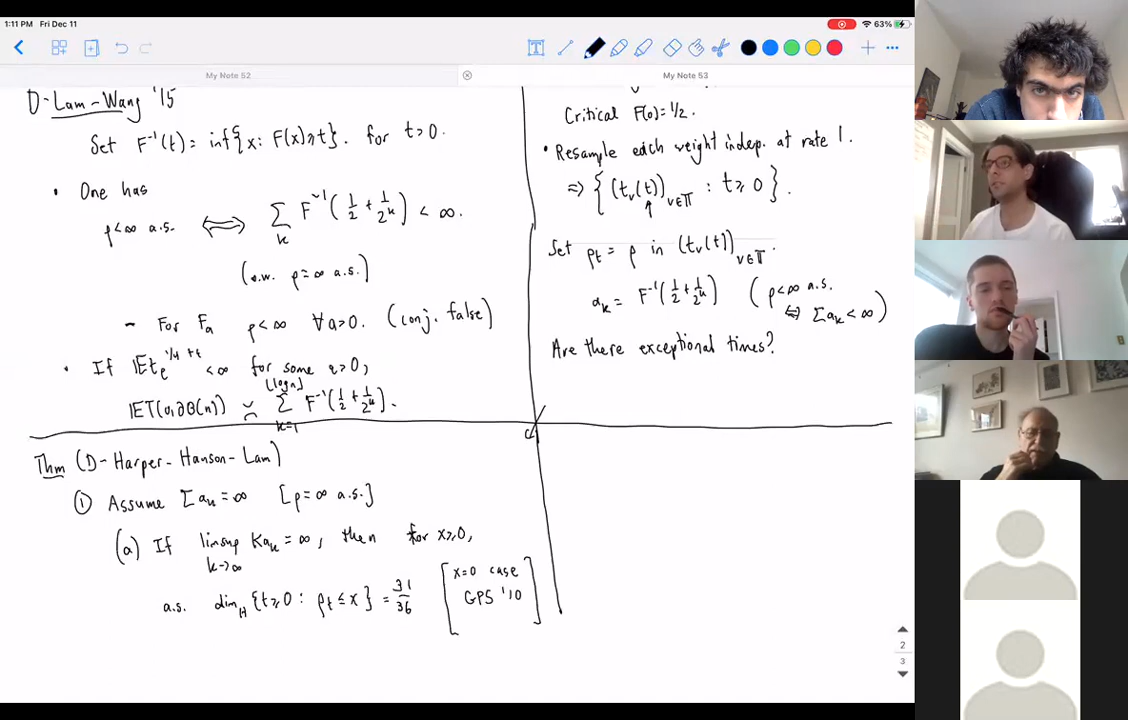 1:11 PM Fri Dec 11
63%
My Note 52
My Note 53
D-Lam-Wang '15
Set F⁻¹(t) = inf{x: F(x) ≥ t}. for t>0.
• One has
ρ<∞ a.s. ⟺ Σ_k F⁻¹(1/2 + 1/2^k) < ∞.
(o.w. ρ=∞ a.s.)
- For F_a ρ<∞ ∀a>0. (conj. false)
• If 𝔼t_e^{1/4+ε} <∞ for some ε>0,
𝔼T(0,∂B(n)) ≍ Σ_{k=1}^{⌊log n⌋} F⁻¹(1/2 + 1/2^k).
Critical F(0)=1/2.
• Resample each weight indep. at rate 1.
⇒ {(t_v(t))_{v∈𝕋} : t≥0}.
Set ρ_t = ρ in (t_v(t))_{v∈𝕋}.
a_k = F⁻¹(1/2 + 1/2^k) (ρ<∞ a.s.
⇔ Σa_k<∞)
Are there exceptional times?
Thm (D-Harper-Hanson-Lam)
① Assume Σa_k=∞ [ρ=∞ a.s.]
(a) If limsup_{k→∞} ka_k = ∞, then for x≥0,
a.s. dim_H {t≥0 : ρ_t ≤ x} = 31/36 [x=0 case
GPS '10]
2
3